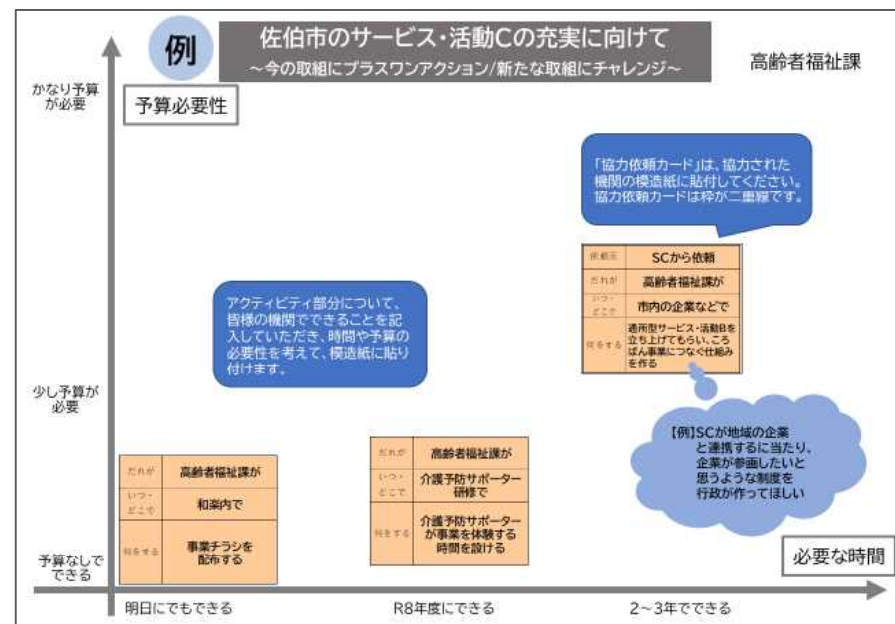 例
佐伯市のサービス・活動Cの充実に向けて
～今の取組にプラスワンアクション/新たな取組にチャレンジ～
高齢者福祉課
かなり予算
が必要
予算必要性
「協力依頼カード」は、協力された
機関の模造紙に貼付してください。
協力依頼カードは枠が二重線です。
依頼元
SCから依頼
だれが
高齢者福祉課が
いつ・
どこで
市内の企業などで
何をする
通所型サービス・活動Bを
立ち上げてもらい、ころ
ばん事業につなぐ仕組み
を作る
アクティビティ部分について、
皆様の機関でできることを記
入していただき、時間や予算の
必要性を考えて、模造紙に貼り
付けます。
少し予算が
必要
【例】SCが地域の企業
と連携するに当たり、
企業が参画したいと
思うような制度を
行政が作ってほしい
だれが
高齢者福祉課が
いつ・
どこで
和楽内で
何をする
事業チラシを
配布する
だれが
高齢者福祉課が
いつ・
どこで
介護予防サポーター
研修で
何をする
介護予防サポーター
が事業を体験する
時間を設ける
予算なしで
できる
必要な時間
明日にでもできる
R8年度にできる
2～3年でできる